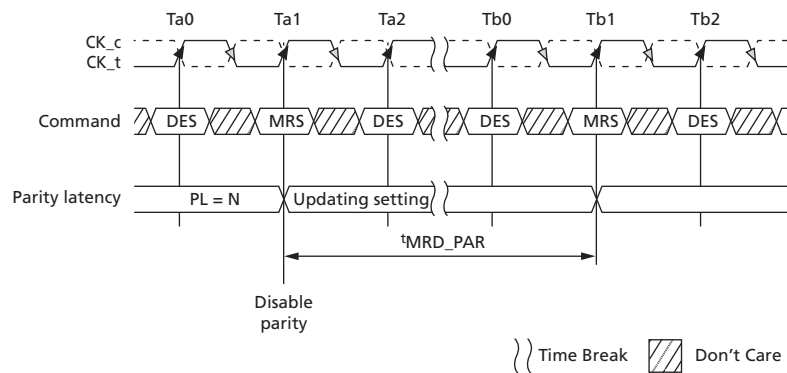 Ta0 Ta1 Ta2 Tb0 Tb1 Tb2
CK_c
CK_t
Command DES MRS DES DES MRS DES
Parity latency PL = N Updating setting
tMRD_PAR
Disable
parity
Time Break Don't Care